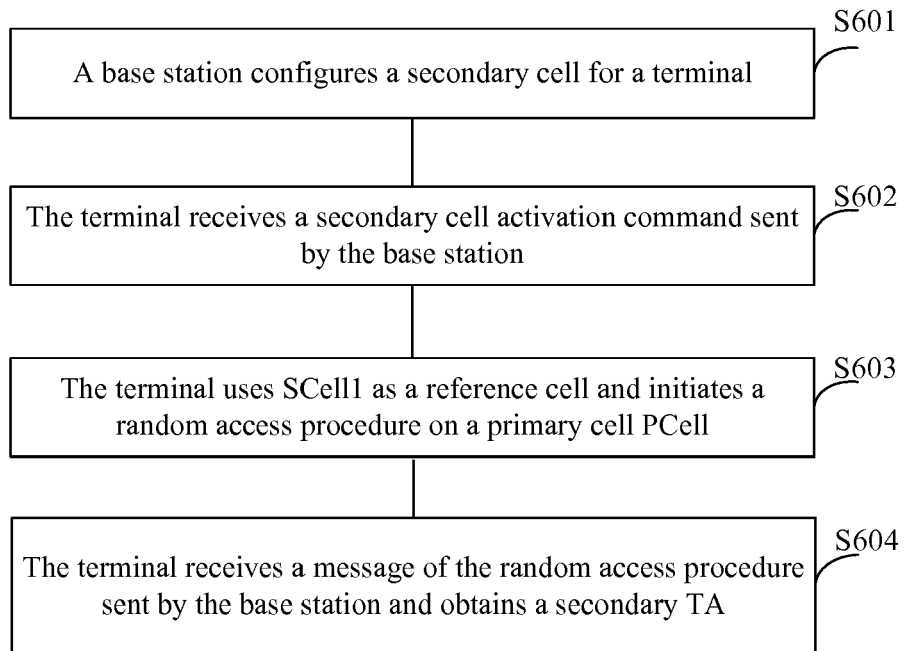 S601
A base station configures a secondary cell for a terminal
S602
The terminal receives a secondary cell activation command sent
by the base station
S603
The terminal uses SCell1 as a reference cell and initiates a
random access procedure on a primary cell PCell
S604
The terminal receives a message of the random access procedure
sent by the base station and obtains a secondary TA